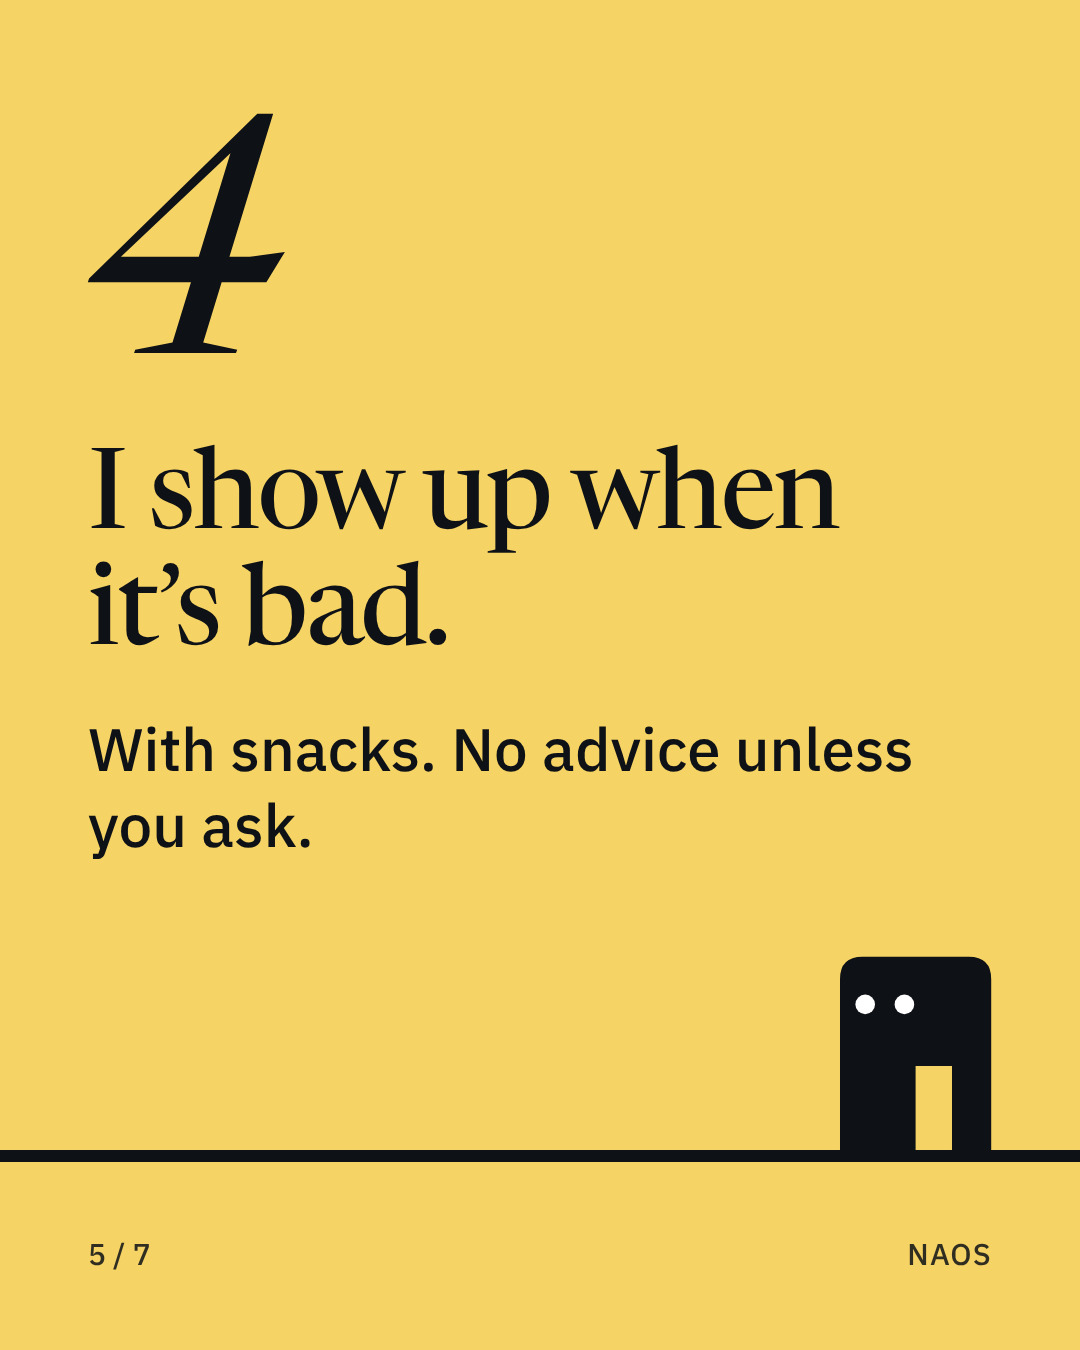 4
I show up when
it’s bad.
With snacks. No advice unless
you ask.
5 / 7
NAOS